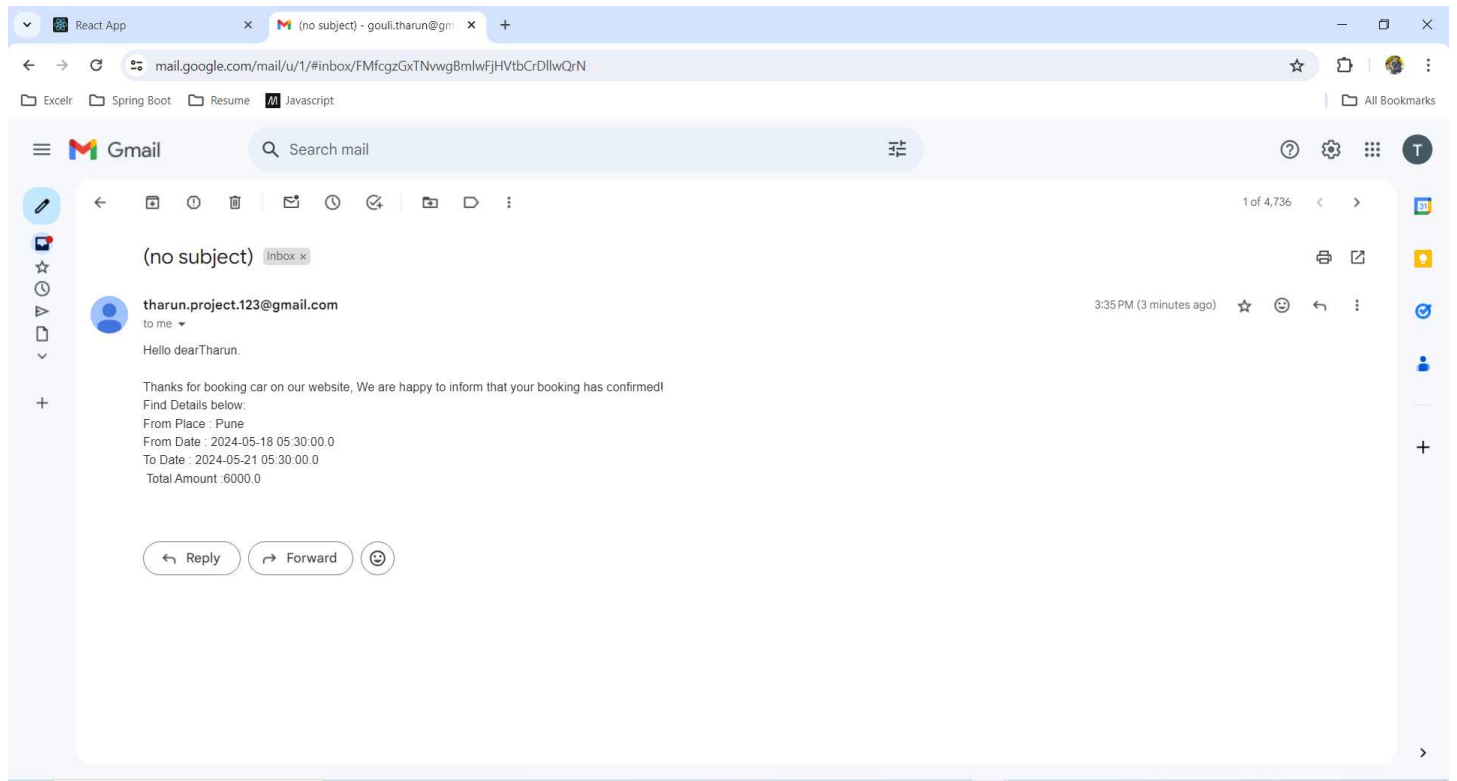 React App
(no subject) - gouli.tharun@gm
mail.google.com/mail/u/1/#inbox/FMfcgzGxTNvwgBmlwFjHVtbCrDllwQrN
Excelr Spring Boot Resume M Javascript All Bookmarks
Gmail Search mail T
1 of 4,736
31
(no subject) Inbox ×
tharun.project.123@gmail.com 3:35 PM (3 minutes ago)
to me
Hello dearTharun.
Thanks for booking car on our website, We are happy to inform that your booking has confirmed!
Find Details below:
From Place : Pune
From Date : 2024-05-18 05:30:00.0
To Date : 2024-05-21 05:30:00.0
Total Amount :6000.0
Reply Forward